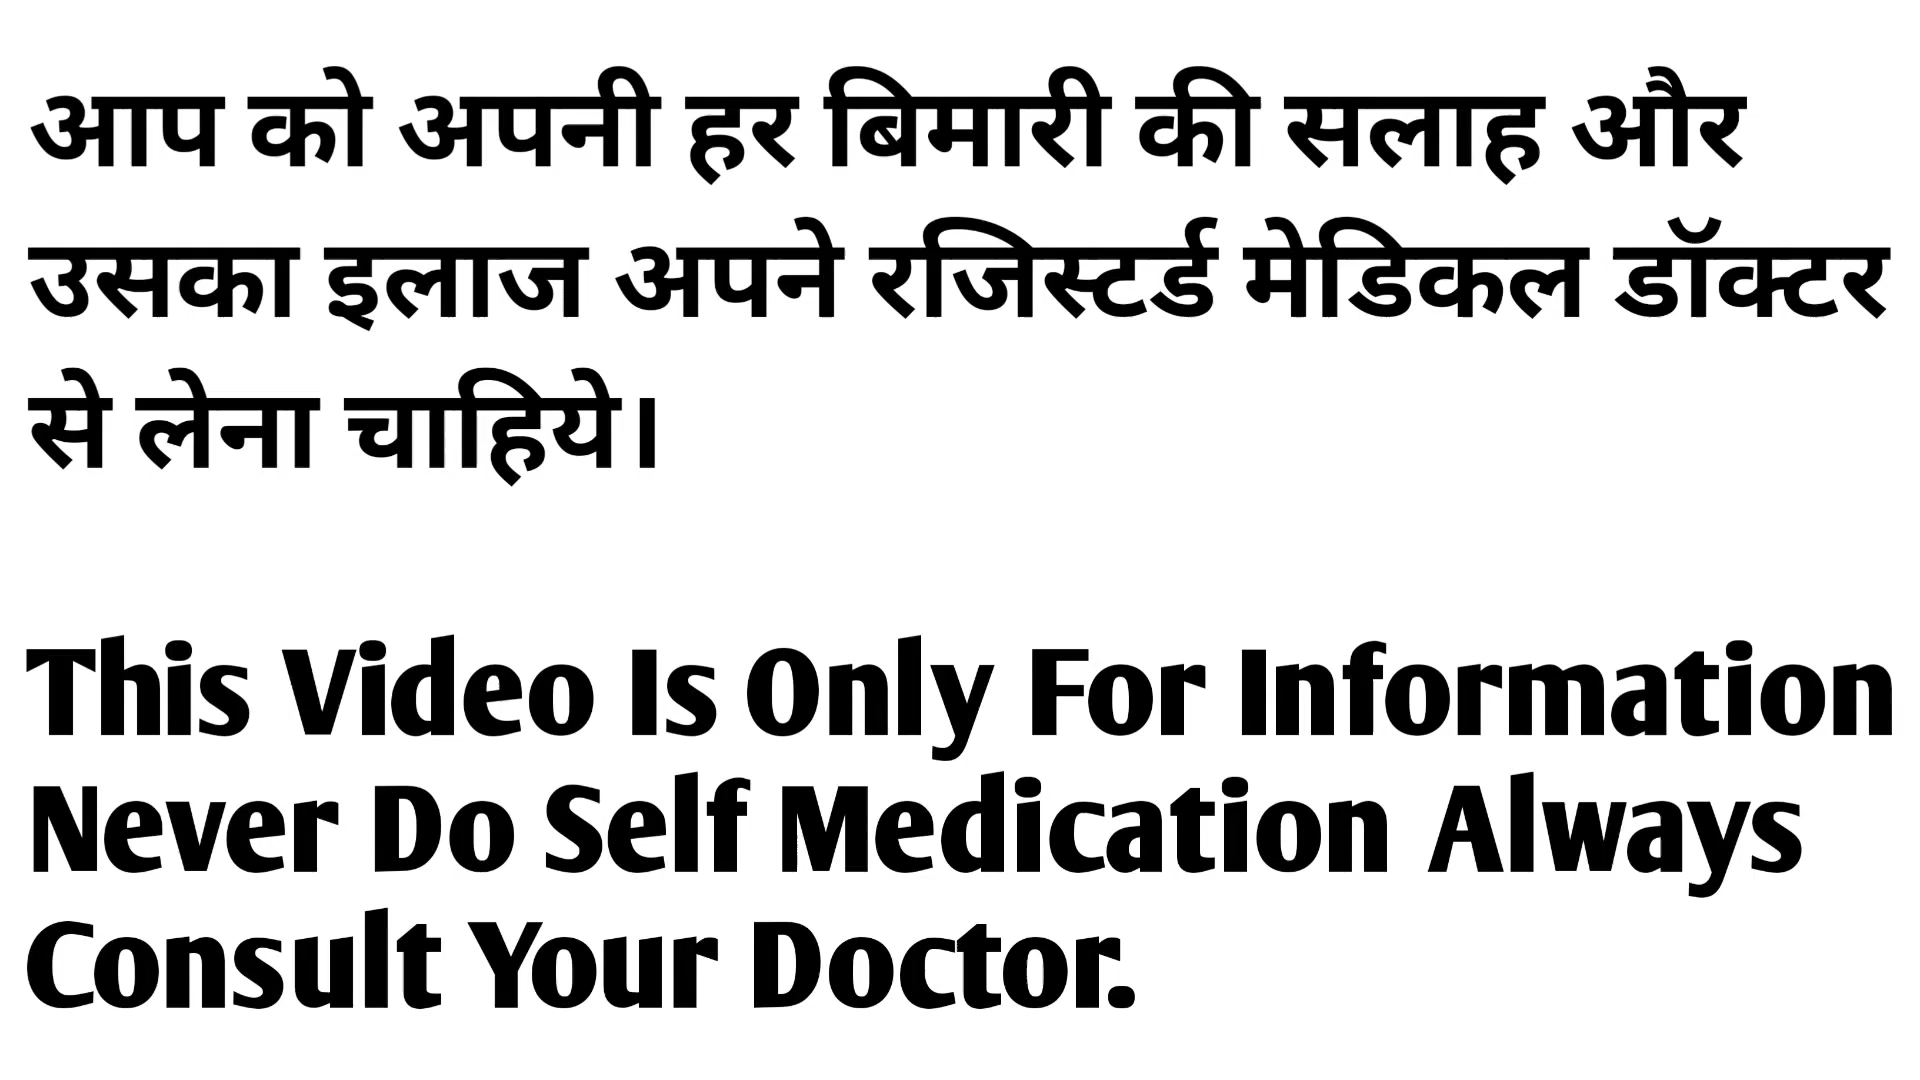 आप को अपनी हर बिमारी की सलाह और
उसका इलाज अपने रजिस्टर्ड मेडिकल डॉक्टर
से लेना चाहिये।
This Video Is Only For Information
Never Do Self Medication Always
Consult Your Doctor.